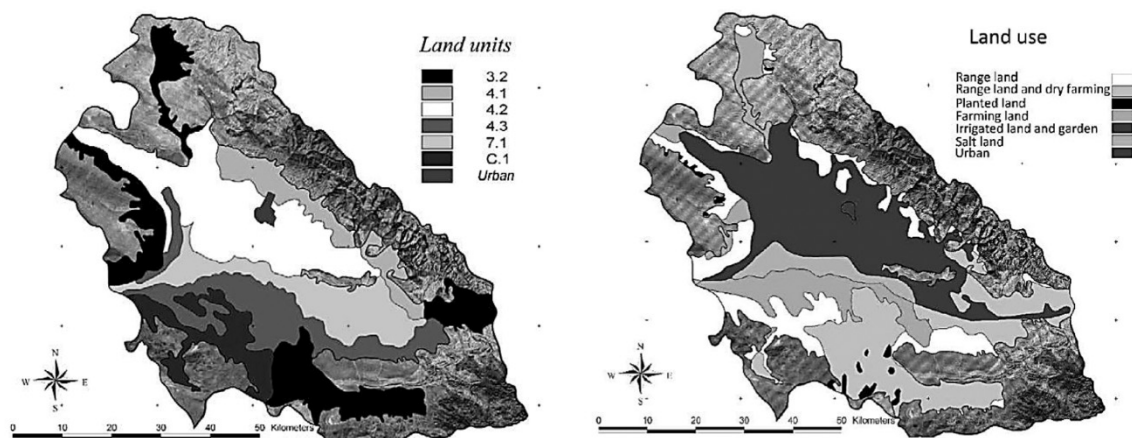 Land units
3.2
4.1
4.2
4.3
7.1
C.1
Urban
N
W E
S
0 10 20 30 40 50
Kilometers
Land use
Range land
Range land and dry farming
Planted land
Farming land
Irrigated land and garden
Salt land
Urban
N
W E
S
0 10 20 30 40 50
Kilometers